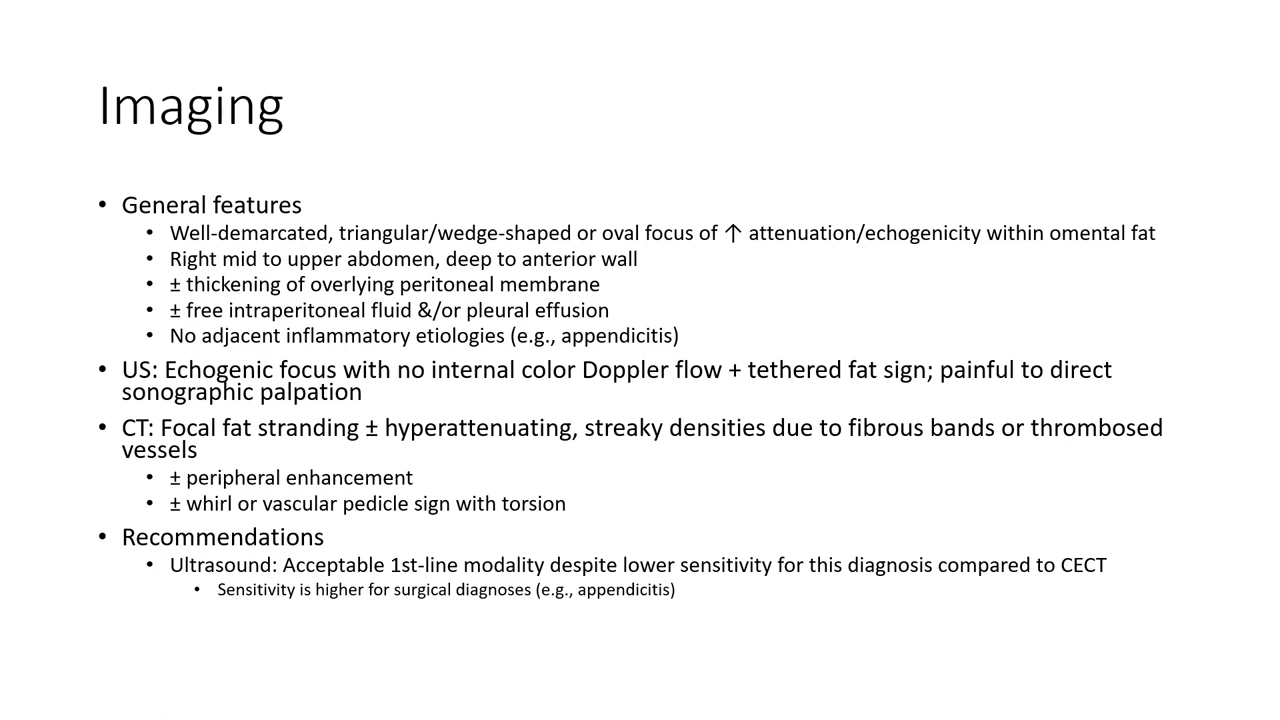 Imaging
• General features
• Well-demarcated, triangular/wedge-shaped or oval focus of ↑ attenuation/echogenicity within omental fat
• Right mid to upper abdomen, deep to anterior wall
• ± thickening of overlying peritoneal membrane
• ± free intraperitoneal fluid &/or pleural effusion
• No adjacent inflammatory etiologies (e.g., appendicitis)
• US: Echogenic focus with no internal color Doppler flow + tethered fat sign; painful to direct
sonographic palpation
• CT: Focal fat stranding ± hyperattenuating, streaky densities due to fibrous bands or thrombosed
vessels
• ± peripheral enhancement
• ± whirl or vascular pedicle sign with torsion
• Recommendations
• Ultrasound: Acceptable 1st-line modality despite lower sensitivity for this diagnosis compared to CECT
• Sensitivity is higher for surgical diagnoses (e.g., appendicitis)